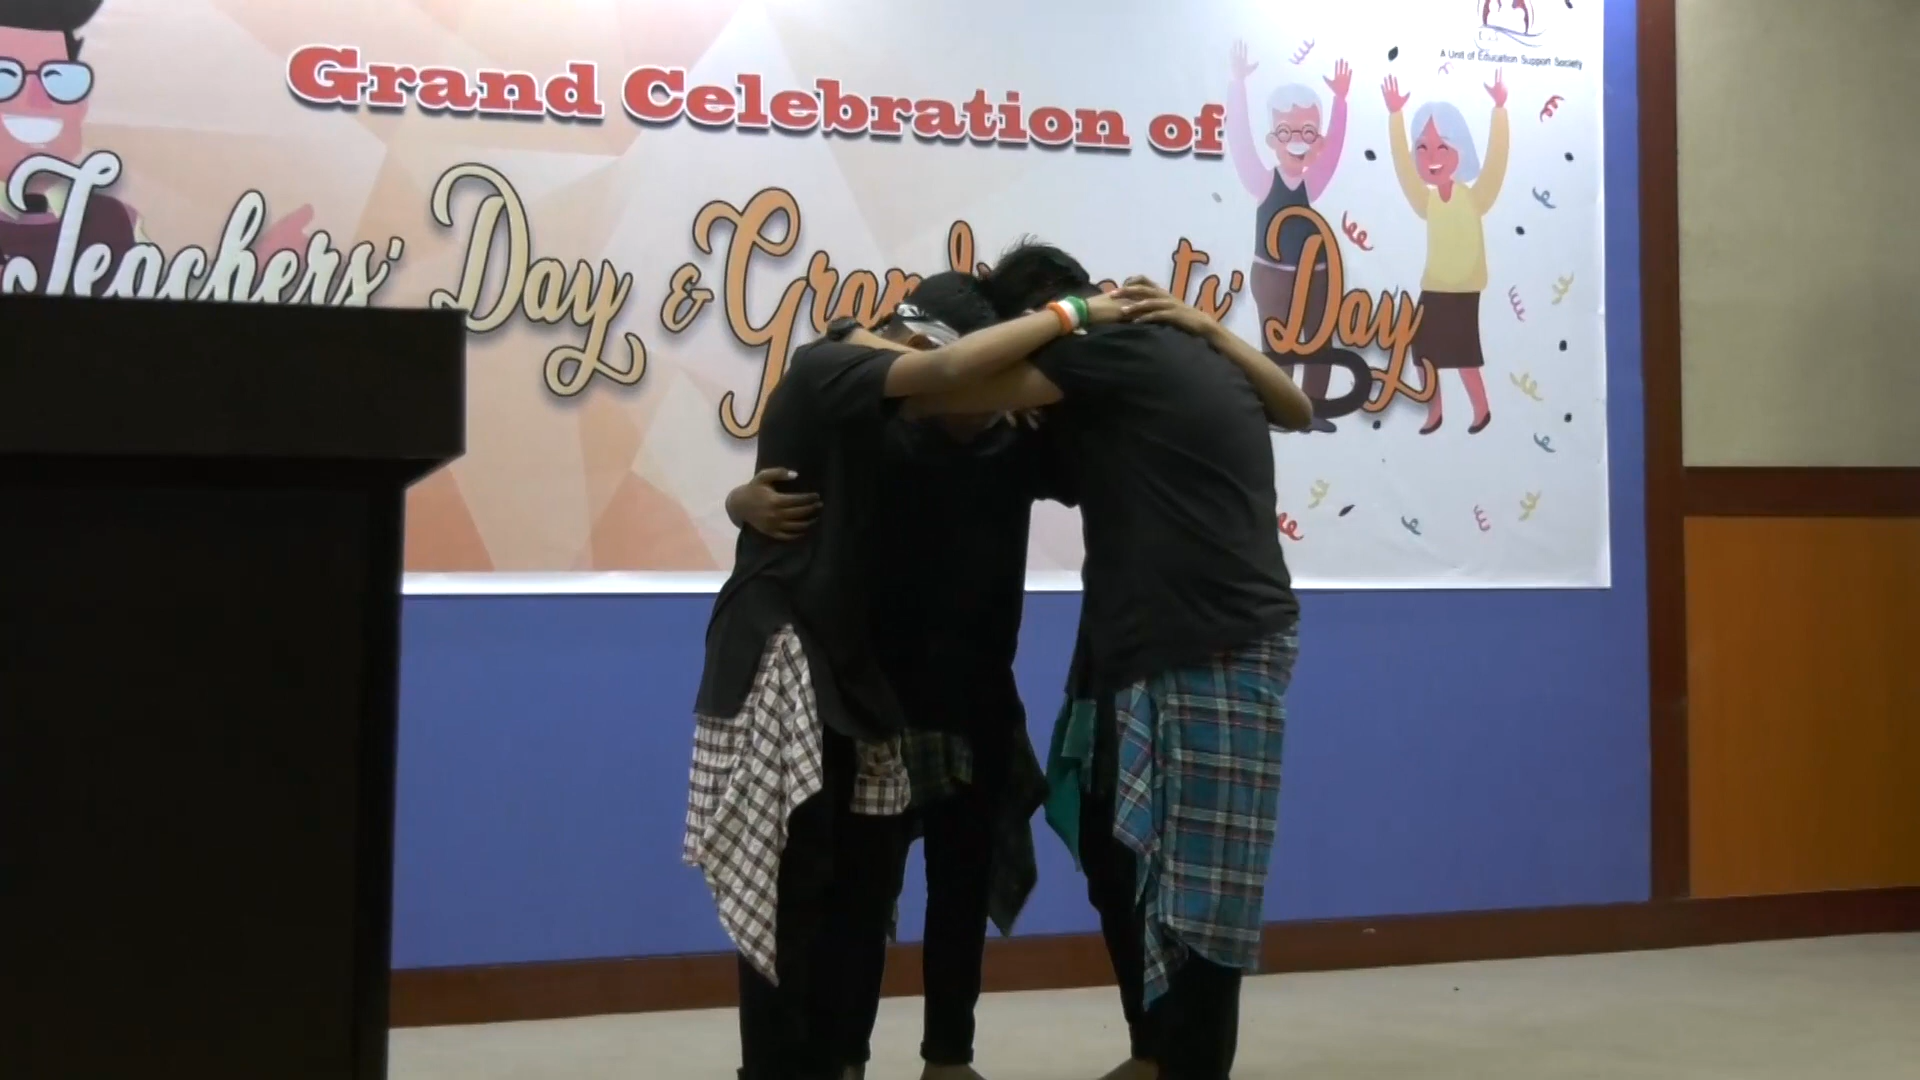 A Unit of Education Support Society
Grand Celebration of
Teachers' Day & Grandparents' Day